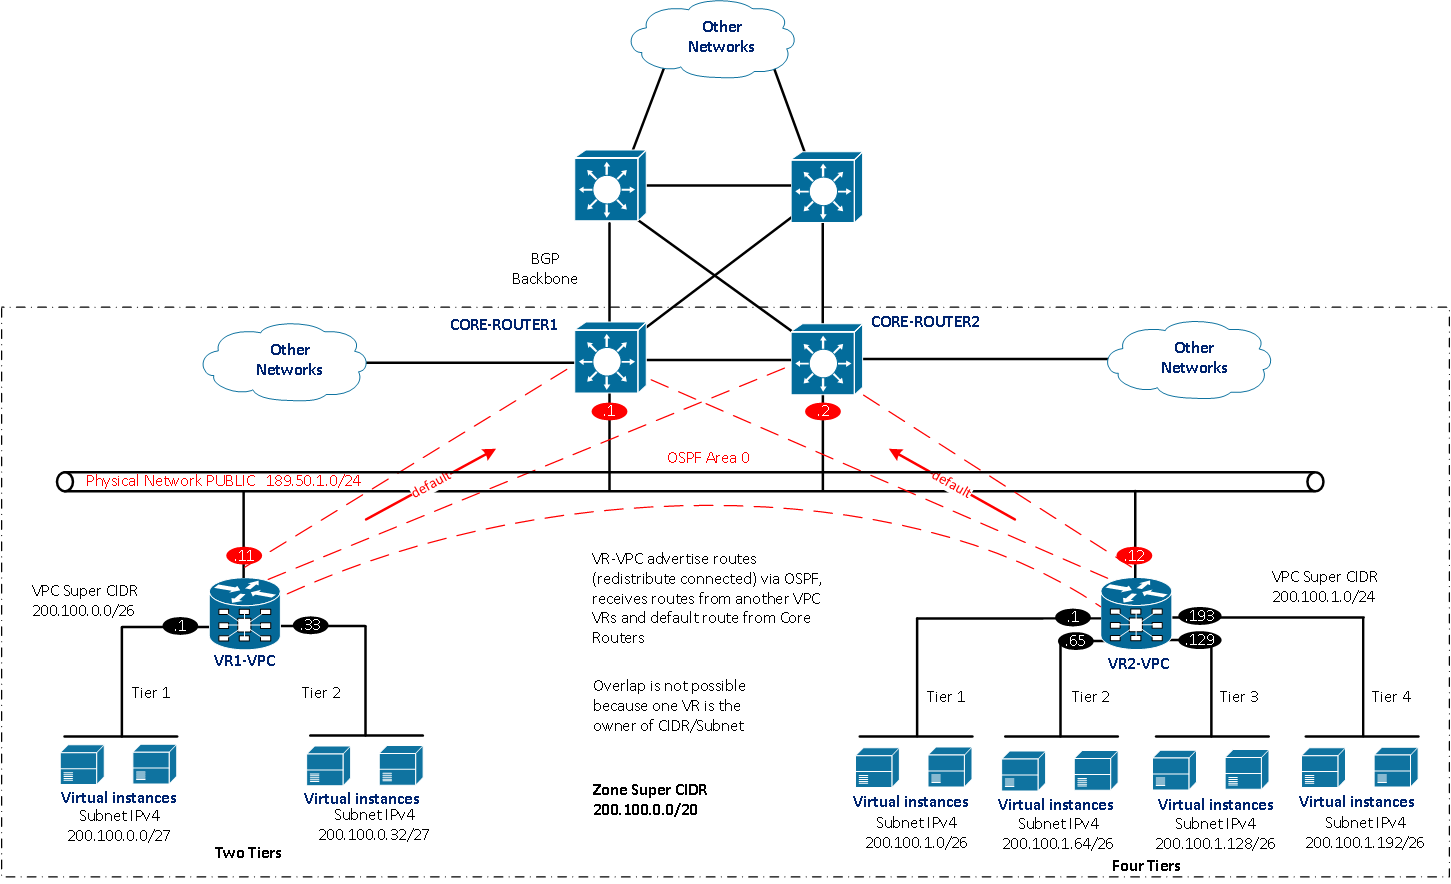 Other
Networks
BGP
Backbone
CORE-ROUTER1
CORE-ROUTER2
Other
Networks
Other
Networks
.1
.2
OSPF Area 0
Physical Network PUBLIC 189.50.1.0/24
default
default
.11
.12
VPC Super CIDR
200.100.0.0/26
.1
.33
VR1-VPC
VR-VPC advertise routes
(redistribute connected) via OSPF,
receives routes from another VPC
VRs and default route from Core
Routers
VPC Super CIDR
200.100.1.0/24
.1
.193
.65
.129
VR2-VPC
Tier 1
Tier 2
Overlap is not possible
because one VR is the
owner of CIDR/Subnet
Tier 1
Tier 2
Tier 3
Tier 4
Zone Super CIDR
200.100.0.0/20
Virtual instances
Subnet IPv4
200.100.0.0/27
Virtual instances
Subnet IPv4
200.100.0.32/27
Two Tiers
Virtual instances
Subnet IPv4
200.100.1.0/26
Virtual instances
Subnet IPv4
200.100.1.64/26
Virtual instances
Subnet IPv4
200.100.1.128/26
Virtual instances
Subnet IPv4
200.100.1.192/26
Four Tiers